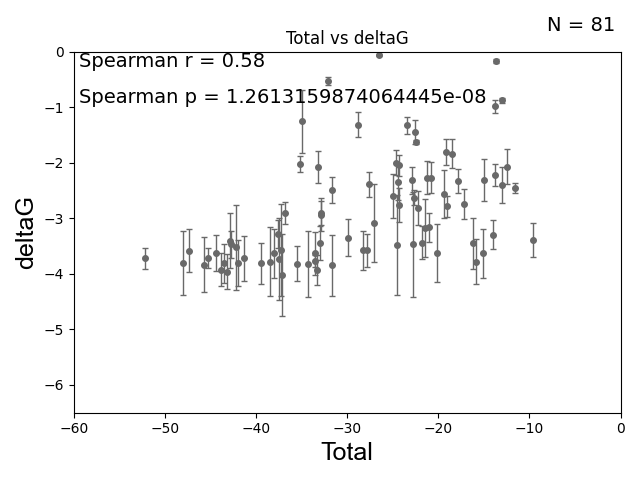 N = 81
Total vs deltaG
Spearman r = 0.58
Spearman p = 1.2613159874064445e-08
0
−1
−2
−3
−4
−5
−6
deltaG
−60 −50 −40 −30 −20 −10 0
Total